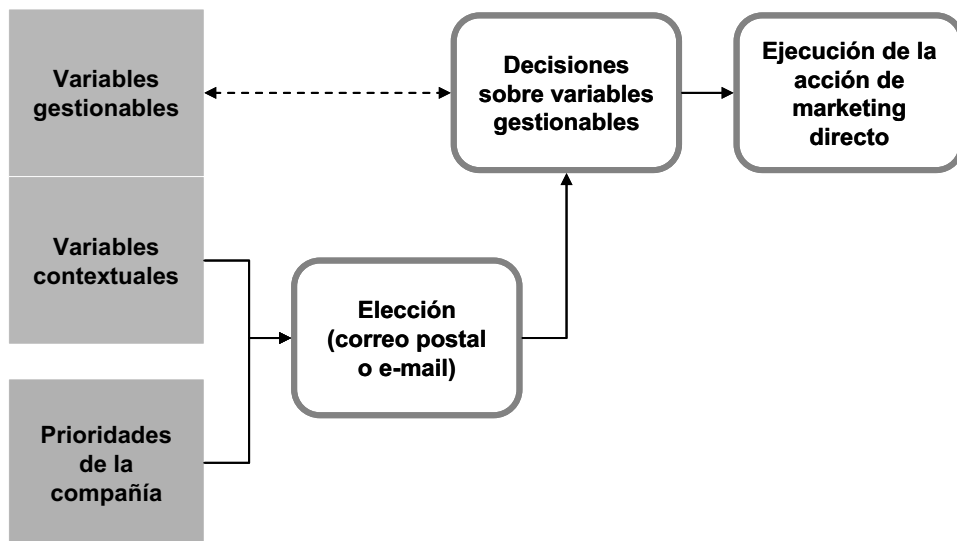 Variables
gestionables
Decisiones
sobre variables
gestionables
Ejecución de la
acción de
marketing
directo
Variables
contextuales
Elección
(correo postal
o e-mail)
Prioridades
de la
compañía